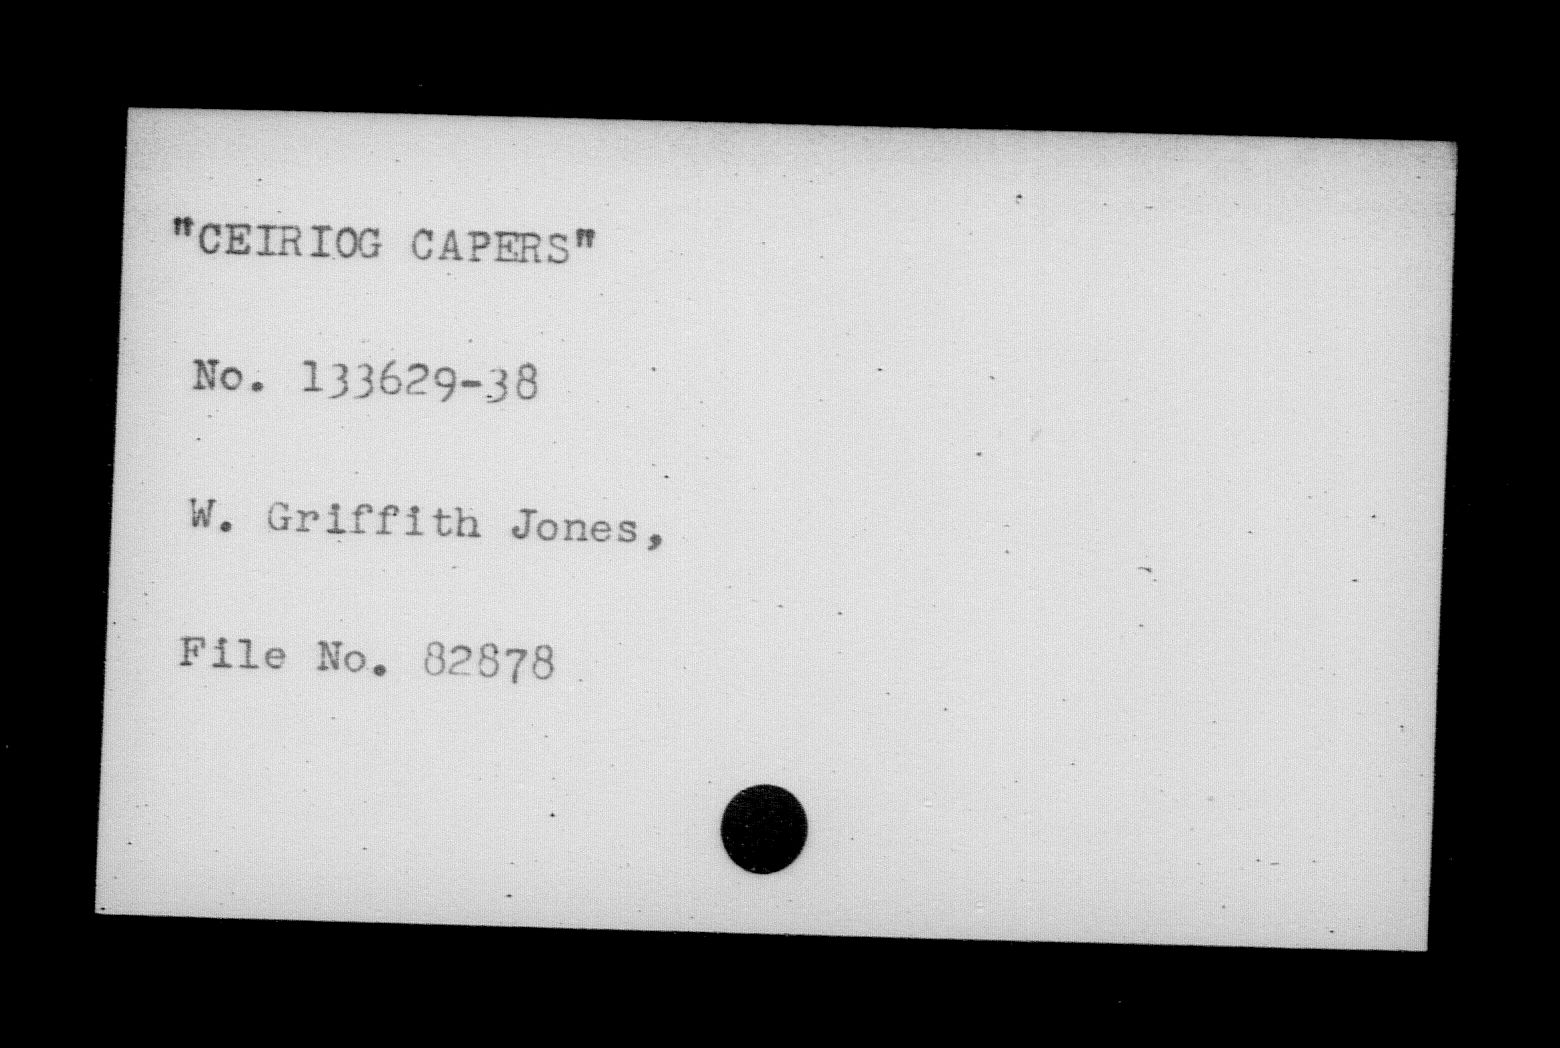 "CEIRIOG CAPERS"
No. 133629-38
W. Griffith Jones,
File No. 82878